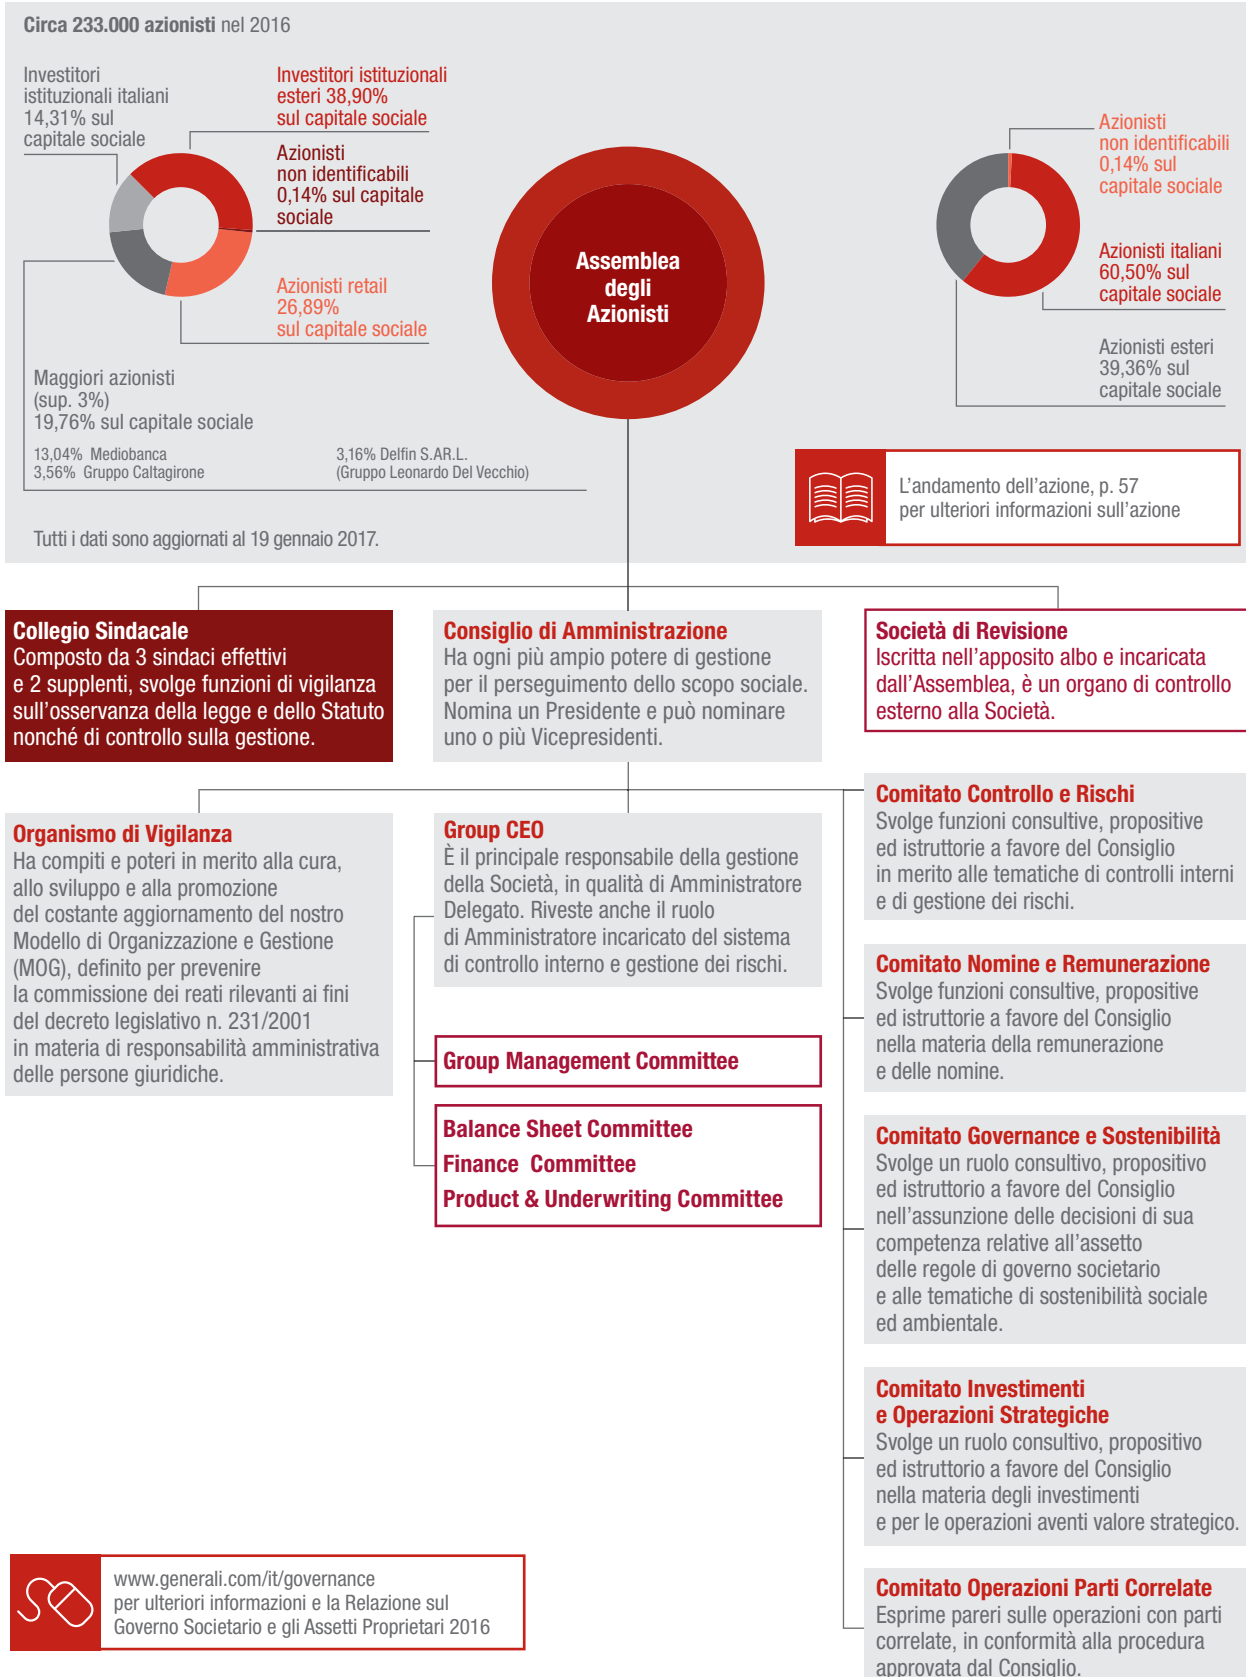 Circa 233.000 azionisti nel 2016
Investitori
istituzionali italiani
14,31% sul
capitale sociale
Investitori istituzionali
esteri 38,90%
sul capitale sociale
Azionisti
non identificabili
0,14% sul capitale
sociale
Azionisti retail
26,89%
sul capitale sociale
Maggiori azionisti
(sup. 3%)
19,76% sul capitale sociale
13,04% Mediobanca
3,56% Gruppo Caltagirone
3,16% Delfin S.AR.L.
(Gruppo Leonardo Del Vecchio)
Tutti i dati sono aggiornati al 19 gennaio 2017.
Assemblea
degli
Azionisti
Azionisti
non identificabili
0,14% sul
capitale sociale
Azionisti italiani
60,50% sul
capitale sociale
Azionisti esteri
39,36% sul
capitale sociale
L'andamento dell'azione, p. 57
per ulteriori informazioni sull'azione
Collegio Sindacale
Composto da 3 sindaci effettivi
e 2 supplenti, svolge funzioni di vigilanza
sull'osservanza della legge e dello Statuto
nonché di controllo sulla gestione.
Consiglio di Amministrazione
Ha ogni più ampio potere di gestione
per il perseguimento dello scopo sociale.
Nomina un Presidente e può nominare
uno o più Vicepresidenti.
Società di Revisione
Iscritta nell'apposito albo e incaricata
dall'Assemblea, è un organo di controllo
esterno alla Società.
Organismo di Vigilanza
Ha compiti e poteri in merito alla cura,
allo sviluppo e alla promozione
del costante aggiornamento del nostro
Modello di Organizzazione e Gestione
(MOG), definito per prevenire
la commissione dei reati rilevanti ai fini
del decreto legislativo n. 231/2001
in materia di responsabilità amministrativa
delle persone giuridiche.
Group CEO
È il principale responsabile della gestione
della Società, in qualità di Amministratore
Delegato. Riveste anche il ruolo
di Amministratore incaricato del sistema
di controllo interno e gestione dei rischi.
Group Management Committee
Balance Sheet Committee
Finance Committee
Product & Underwriting Committee
Comitato Controllo e Rischi
Svolge funzioni consultive, propositive
ed istruttorie a favore del Consiglio
in merito alle tematiche di controlli interni
e di gestione dei rischi.
Comitato Nomine e Remunerazione
Svolge funzioni consultive, propositive
ed istruttorie a favore del Consiglio
nella materia della remunerazione
e delle nomine.
Comitato Governance e Sostenibilità
Svolge un ruolo consultivo, propositivo
ed istruttorio a favore del Consiglio
nell'assunzione delle decisioni di sua
competenza relative all'assetto
delle regole di governo societario
e alle tematiche di sostenibilità sociale
ed ambientale.
Comitato Investimenti
e Operazioni Strategiche
Svolge un ruolo consultivo, propositivo
ed istruttorio a favore del Consiglio
nella materia degli investimenti
e per le operazioni aventi valore strategico.
Comitato Operazioni Parti Correlate
Esprime pareri sulle operazioni con parti
correlate, in conformità alla procedura
approvata dal Consiglio.
www.generali.com/it/governance
per ulteriori informazioni e la Relazione sul
Governo Societario e gli Assetti Proprietari 2016